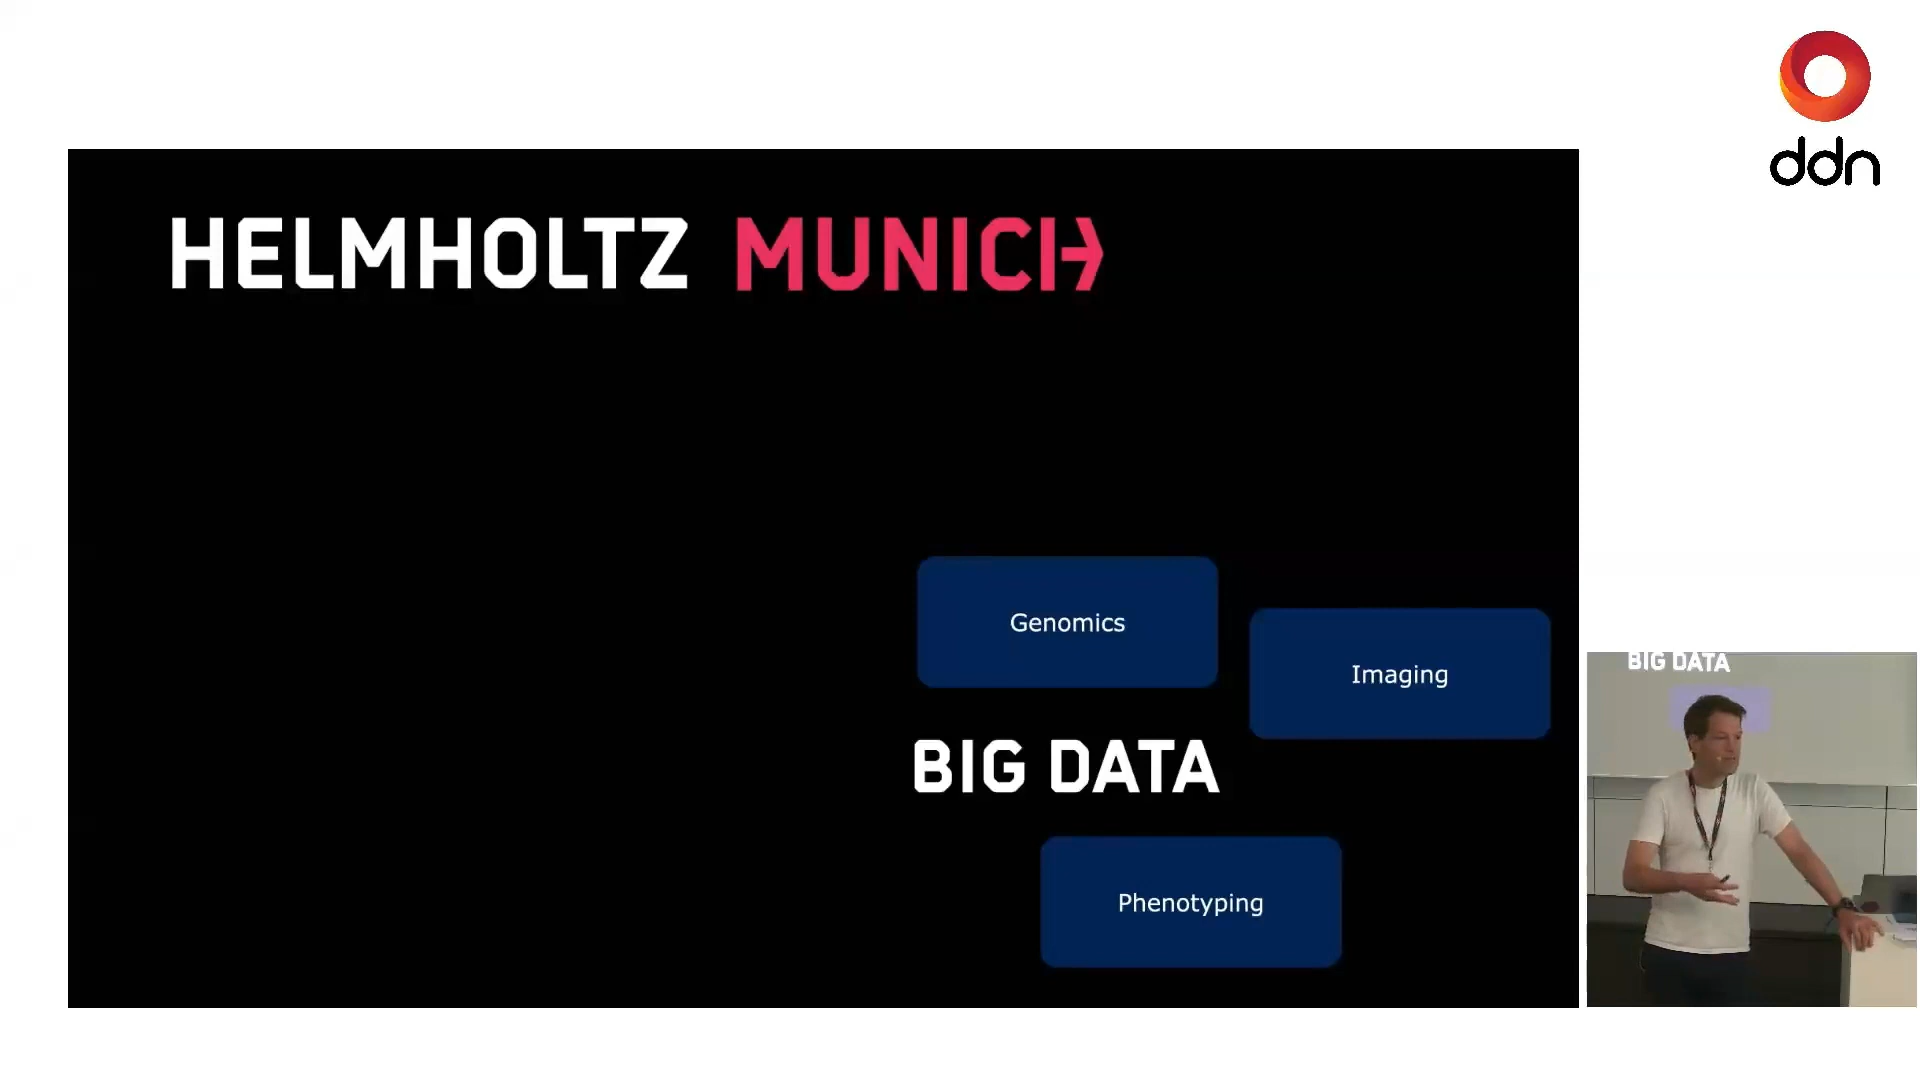 ddn
HELMHOLTZ MUNICH
Genomics
Imaging
BIG DATA
Phenotyping
BIG DATA